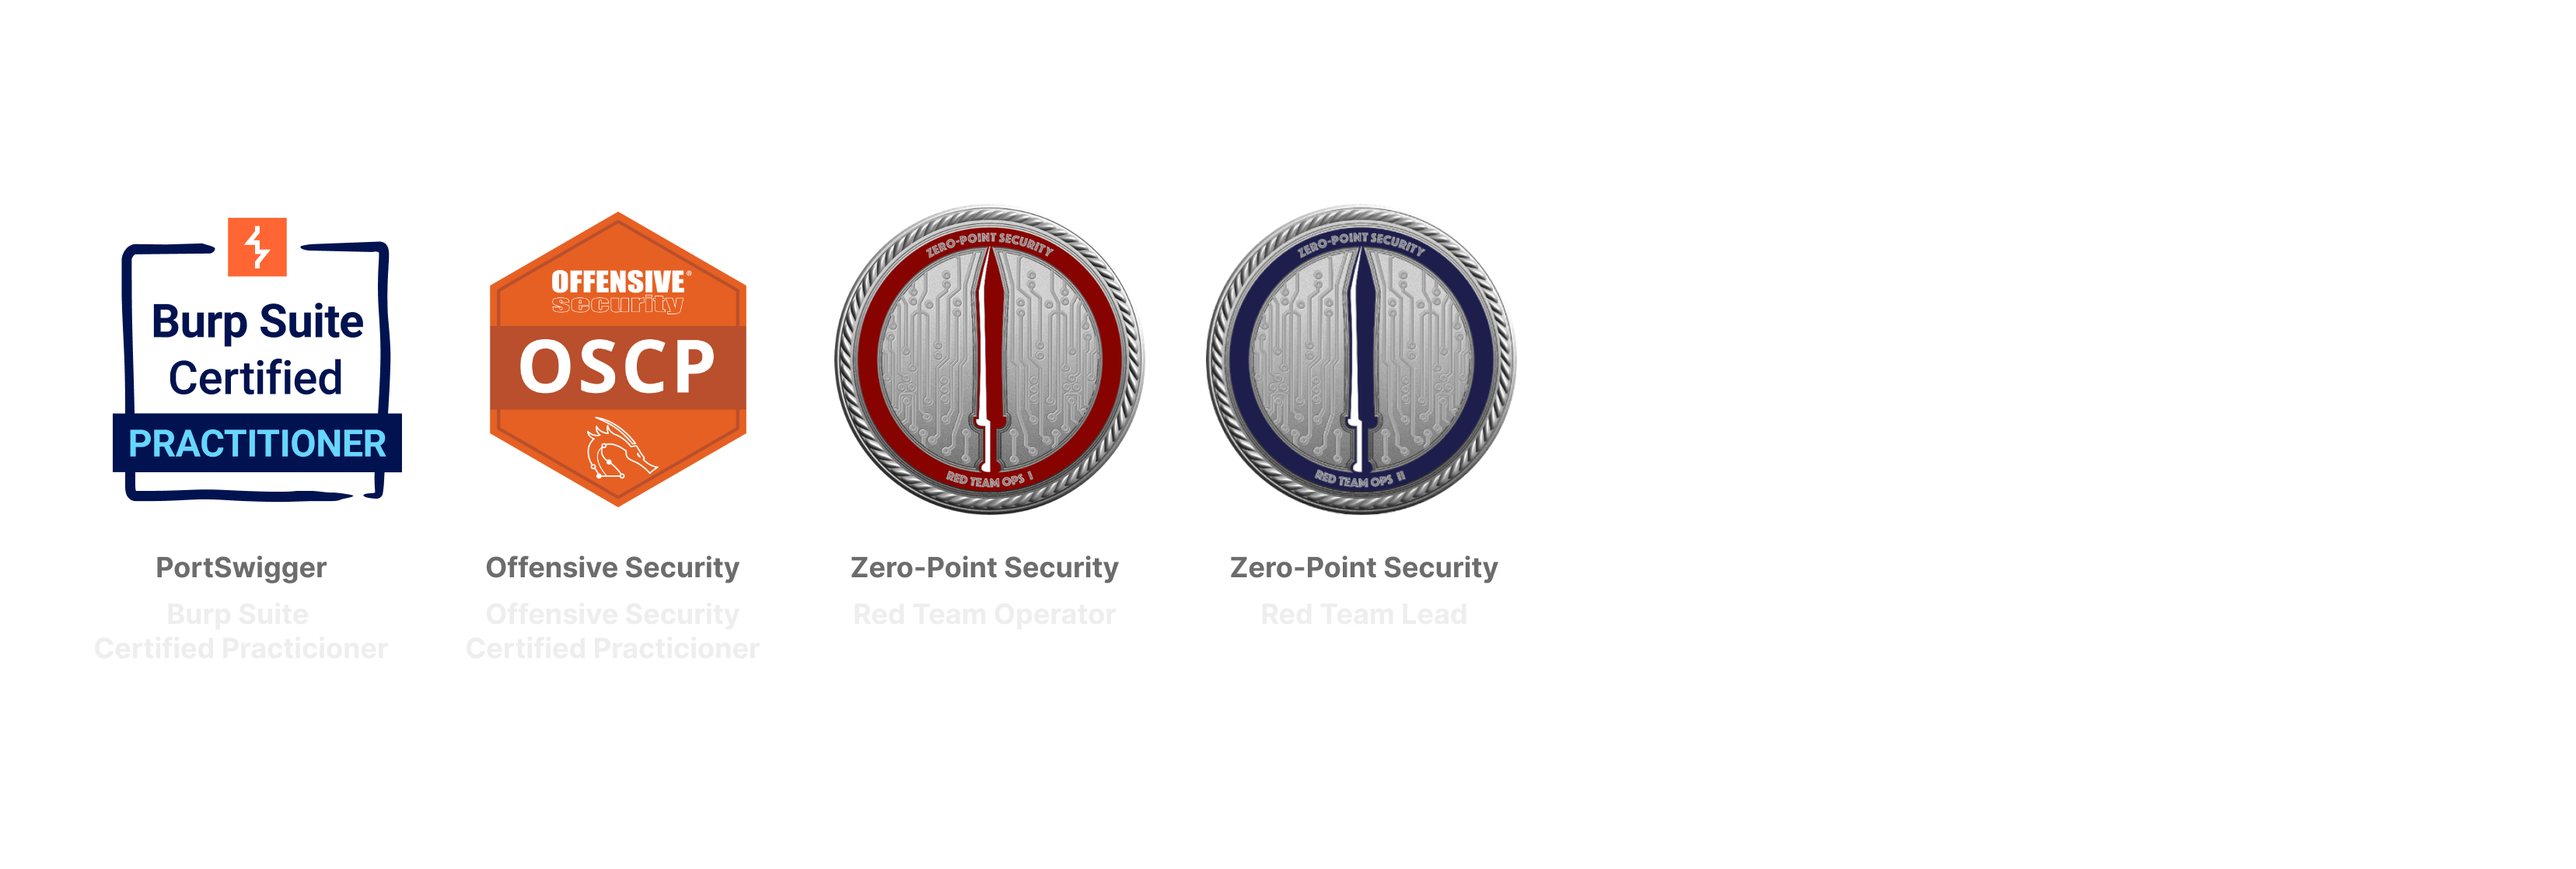 Burp Suite
Certified
PRACTITIONER
OFFENSIVE®
security
OSCP
ZERO-POINT SECURITY
RED TEAM OPS I
ZERO-POINT SECURITY
RED TEAM OPS II
PortSwigger
Burp Suite
Certified Practicioner
Offensive Security
Offensive Security
Certified Practicioner
Zero-Point Security
Red Team Operator
Zero-Point Security
Red Team Lead